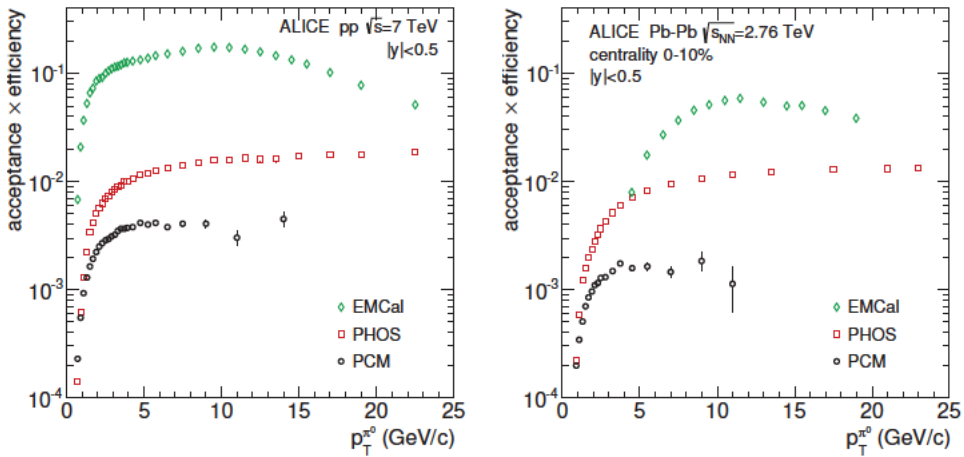 ALICE pp √s=7 TeV
|y|<0.5
acceptance × efficiency
10⁻¹
10⁻²
10⁻³
10⁻⁴
EMCal
PHOS
PCM
0 5 10 15 20 25
p_T^π⁰ (GeV/c)
ALICE Pb-Pb √s_NN=2.76 TeV
centrality 0-10%
|y|<0.5
acceptance × efficiency
10⁻¹
10⁻²
10⁻³
10⁻⁴
EMCal
PHOS
PCM
0 5 10 15 20 25
p_T^π⁰ (GeV/c)